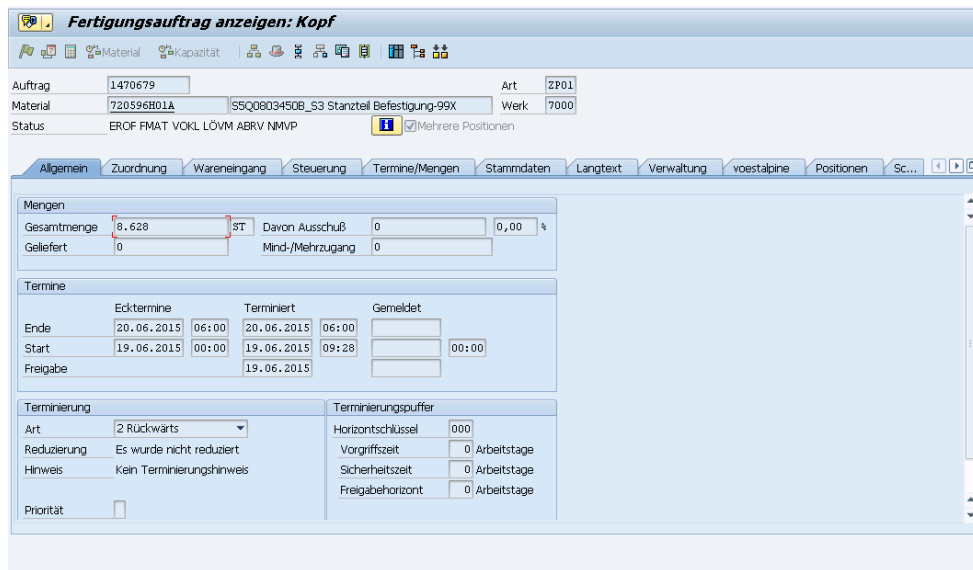 Fertigungsauftrag anzeigen: Kopf
Material Kapazität
Auftrag 1470679 Art ZP01
Material 720596H01A S5Q0803450B_S3 Stanzteil Befestigung-99X Werk 7000
Status EROF FMAT VOKL LÖVM ABRV NMVP Mehrere Positionen
Allgemein Zuordnung Wareneingang Steuerung Termine/Mengen Stammdaten Langtext Verwaltung voestalpine Positionen Sc...
Mengen
Gesamtmenge 8.628 ST Davon Ausschuß 0 0,00 %
Geliefert 0 Mind-/Mehrzugang 0
Termine
Ecktermine Terminiert Gemeldet
Ende 20.06.2015 06:00 20.06.2015 06:00
Start 19.06.2015 00:00 19.06.2015 09:28 00:00
Freigabe 19.06.2015
Terminierung Terminierungspuffer
Art 2 Rückwärts Horizontschlüssel 000
Reduzierung Es wurde nicht reduziert Vorgriffszeit 0 Arbeitstage
Hinweis Kein Terminierungshinweis Sicherheitszeit 0 Arbeitstage
Freigabehorizont 0 Arbeitstage
Priorität